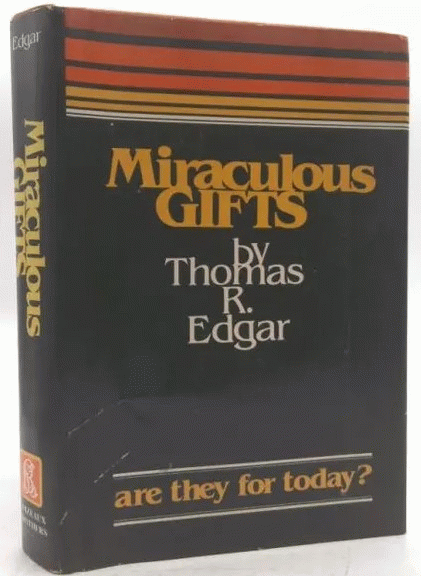 Edgar
Miraculous
GIFTS
Miraculous
GIFTS
by
Thomas
R.
Edgar
are they for today?